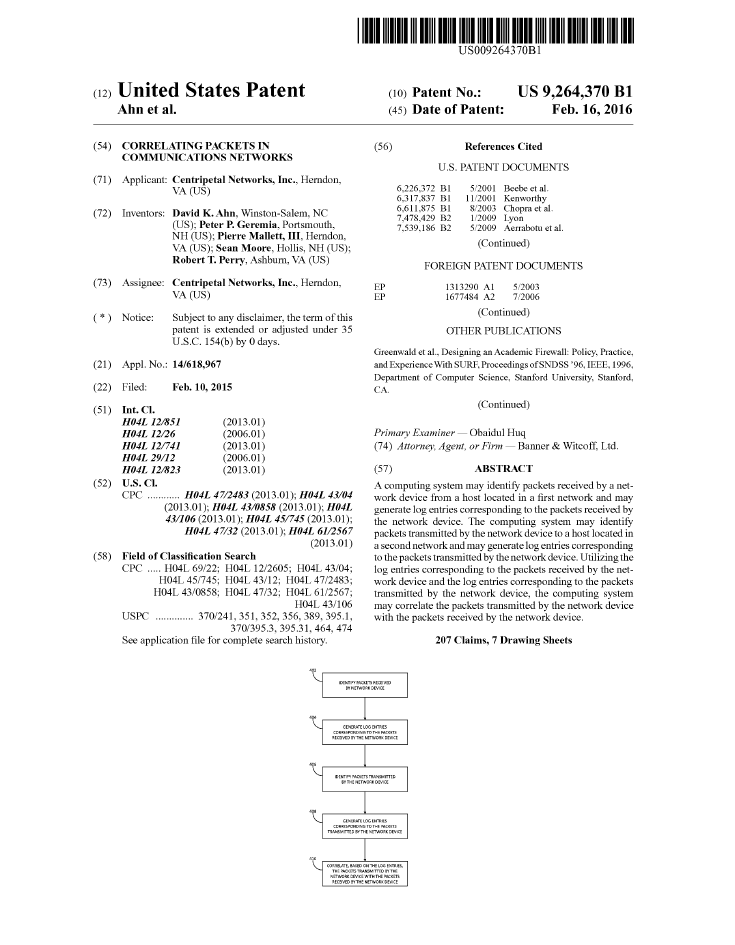 US009264370B1
(12) United States Patent
Ahn et al.
(10) Patent No.: US 9,264,370 B1
(45) Date of Patent: Feb. 16, 2016
(54) CORRELATING PACKETS IN
COMMUNICATIONS NETWORKS
(71) Applicant: Centripetal Networks, Inc., Herndon,
VA (US)
(72) Inventors: David K. Ahn, Winston-Salem, NC
(US); Peter P. Geremia, Portsmouth,
NH (US); Pierre Mallett, III, Herndon,
VA (US); Sean Moore, Hollis, NH (US);
Robert T. Perry, Ashburn, VA (US)
(73) Assignee: Centripetal Networks, Inc., Herndon,
VA (US)
( * ) Notice: Subject to any disclaimer, the term of this
patent is extended or adjusted under 35
U.S.C. 154(b) by 0 days.
(21) Appl. No.: 14/618,967
(22) Filed: Feb. 10, 2015
(51) Int. Cl.
H04L 12/851 (2013.01)
H04L 12/26 (2006.01)
H04L 12/741 (2013.01)
H04L 29/12 (2006.01)
H04L 12/823 (2013.01)
(52) U.S. Cl.
CPC ............ H04L 47/2483 (2013.01); H04L 43/04
(2013.01); H04L 43/0858 (2013.01); H04L
43/106 (2013.01); H04L 45/745 (2013.01);
H04L 47/32 (2013.01); H04L 61/2567
(2013.01)
(58) Field of Classification Search
CPC ..... H04L 69/22; H04L 12/2605; H04L 43/04;
H04L 45/745; H04L 43/12; H04L 47/2483;
H04L 43/0858; H04L 47/32; H04L 61/2567;
H04L 43/106
USPC .............. 370/241, 351, 352, 356, 389, 395.1,
370/395.3, 395.31, 464, 474
See application file for complete search history.
(56) References Cited
U.S. PATENT DOCUMENTS
6,226,372 B1 5/2001 Beebe et al.
6,317,837 B1 11/2001 Kenworthy
6,611,875 B1 8/2003 Chopra et al.
7,478,429 B2 1/2009 Lyon
7,539,186 B2 5/2009 Aerrabotu et al.
(Continued)
FOREIGN PATENT DOCUMENTS
EP 1313290 A1 5/2003
EP 1677484 A2 7/2006
(Continued)
OTHER PUBLICATIONS
Greenwald et al., Designing an Academic Firewall: Policy, Practice,
and Experience With SURF, Proceedings of SNDSS '96, IEEE, 1996,
Department of Computer Science, Stanford University, Stanford,
CA.
(Continued)
Primary Examiner — Obaidul Huq
(74) Attorney, Agent, or Firm — Banner & Witcoff, Ltd.
(57) ABSTRACT
A computing system may identify packets received by a net-
work device from a host located in a first network and may
generate log entries corresponding to the packets received by
the network device. The computing system may identify
packets transmitted by the network device to a host located in
a second network and may generate log entries corresponding
to the packets transmitted by the network device. Utilizing the
log entries corresponding to the packets received by the net-
work device and the log entries corresponding to the packets
transmitted by the network device, the computing system
may correlate the packets transmitted by the network device
with the packets received by the network device.
207 Claims, 7 Drawing Sheets
IDENTIFY PACKETS RECEIVED
BY NETWORK DEVICE
GENERATE LOG ENTRIES
CORRESPONDING TO THE PACKETS
RECEIVED BY THE NETWORK DEVICE
IDENTIFY PACKETS TRANSMITTED
BY THE NETWORK DEVICE
GENERATE LOG ENTRIES
CORRESPONDING TO THE PACKETS
TRANSMITTED BY THE NETWORK DEVICE
CORRELATE, BASED ON THE LOG ENTRIES,
THE PACKETS TRANSMITTED BY THE
NETWORK DEVICE WITH THE PACKETS
RECEIVED BY THE NETWORK DEVICE